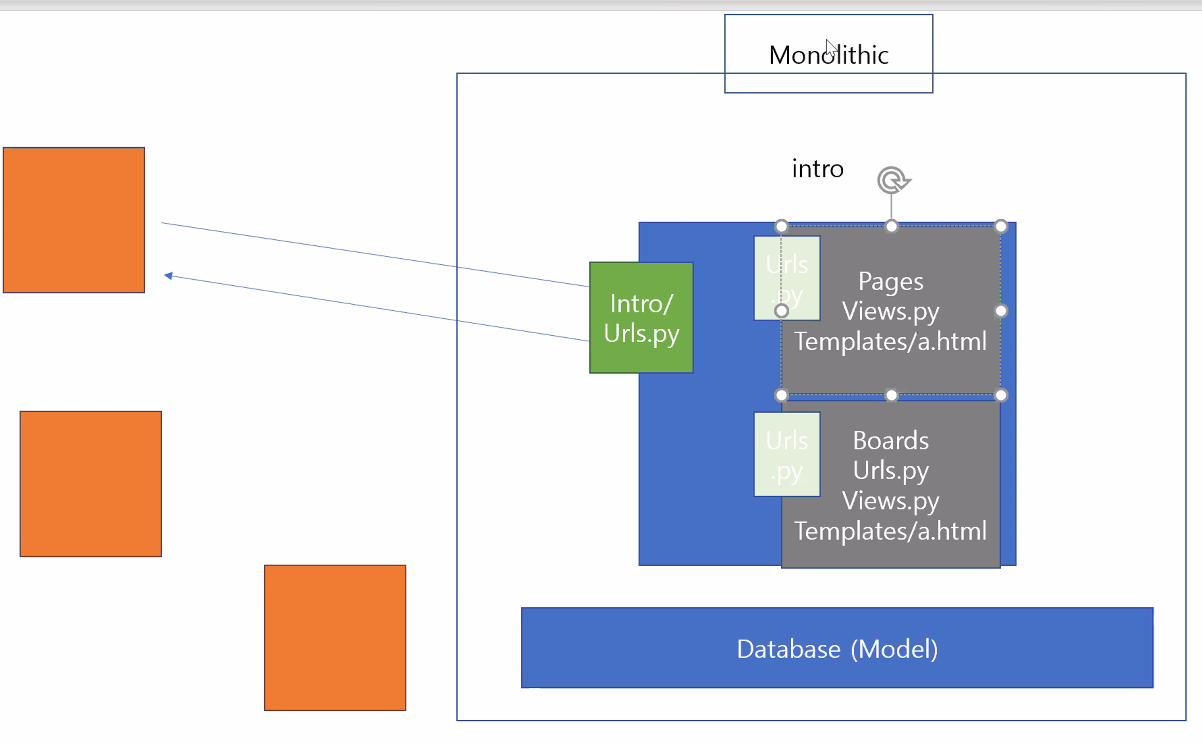 Monolithic
intro
Intro/
Urls.py
Urls
.py
Pages
Views.py
Templates/a.html
Urls
.py
Boards
Urls.py
Views.py
Templates/a.html
Database (Model)